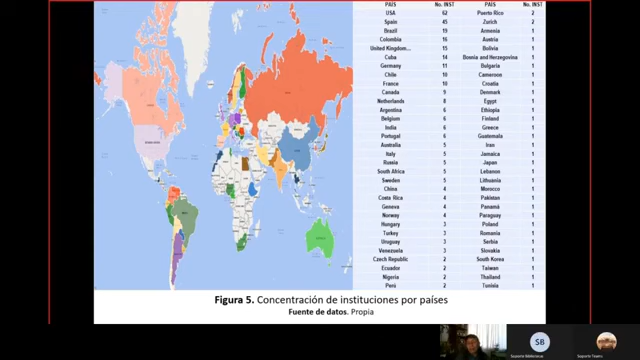 PAÍS No. INST PAÍS No. INST
USA 62 Puerto Rico 2
Spain 45 Zurich 2
Brazil 19 Armenia 1
Colombia 16 Austria 1
United Kingdom... 15 Bolivia 1
Cuba 14 Bosnia and Herzegovina 1
Germany 11 Bulgaria 1
Chile 10 Cameroon 1
France 10 Croatia 1
Canada 9 Denmark 1
Netherlands 8 Egypt 1
Argentina 6 Ethiopia 1
Belgium 6 Finland 1
India 6 Greece 1
Portugal 6 Guatemala 1
Australia 5 Iran 1
Italy 5 Jamaica 1
Russia 5 Japan 1
South Africa 5 Lebanon 1
Sweden 5 Lithuania 1
China 4 Morocco 1
Costa Rica 4 Pakistan 1
Geneva 4 Panamá 1
Norway 4 Paraguay 1
Hungary 3 Poland 1
Turkey 3 Romania 1
Uruguay 3 Serbia 1
Venezuela 3 Slovakia 1
Czech Republic 2 South Korea 1
Ecuador 2 Taiwan 1
Nigeria 2 Thailand 1
Perú 2 Tunisia 1
Figura 5. Concentración de instituciones por países
Fuente de datos. Propia
SB
Soporte Teams